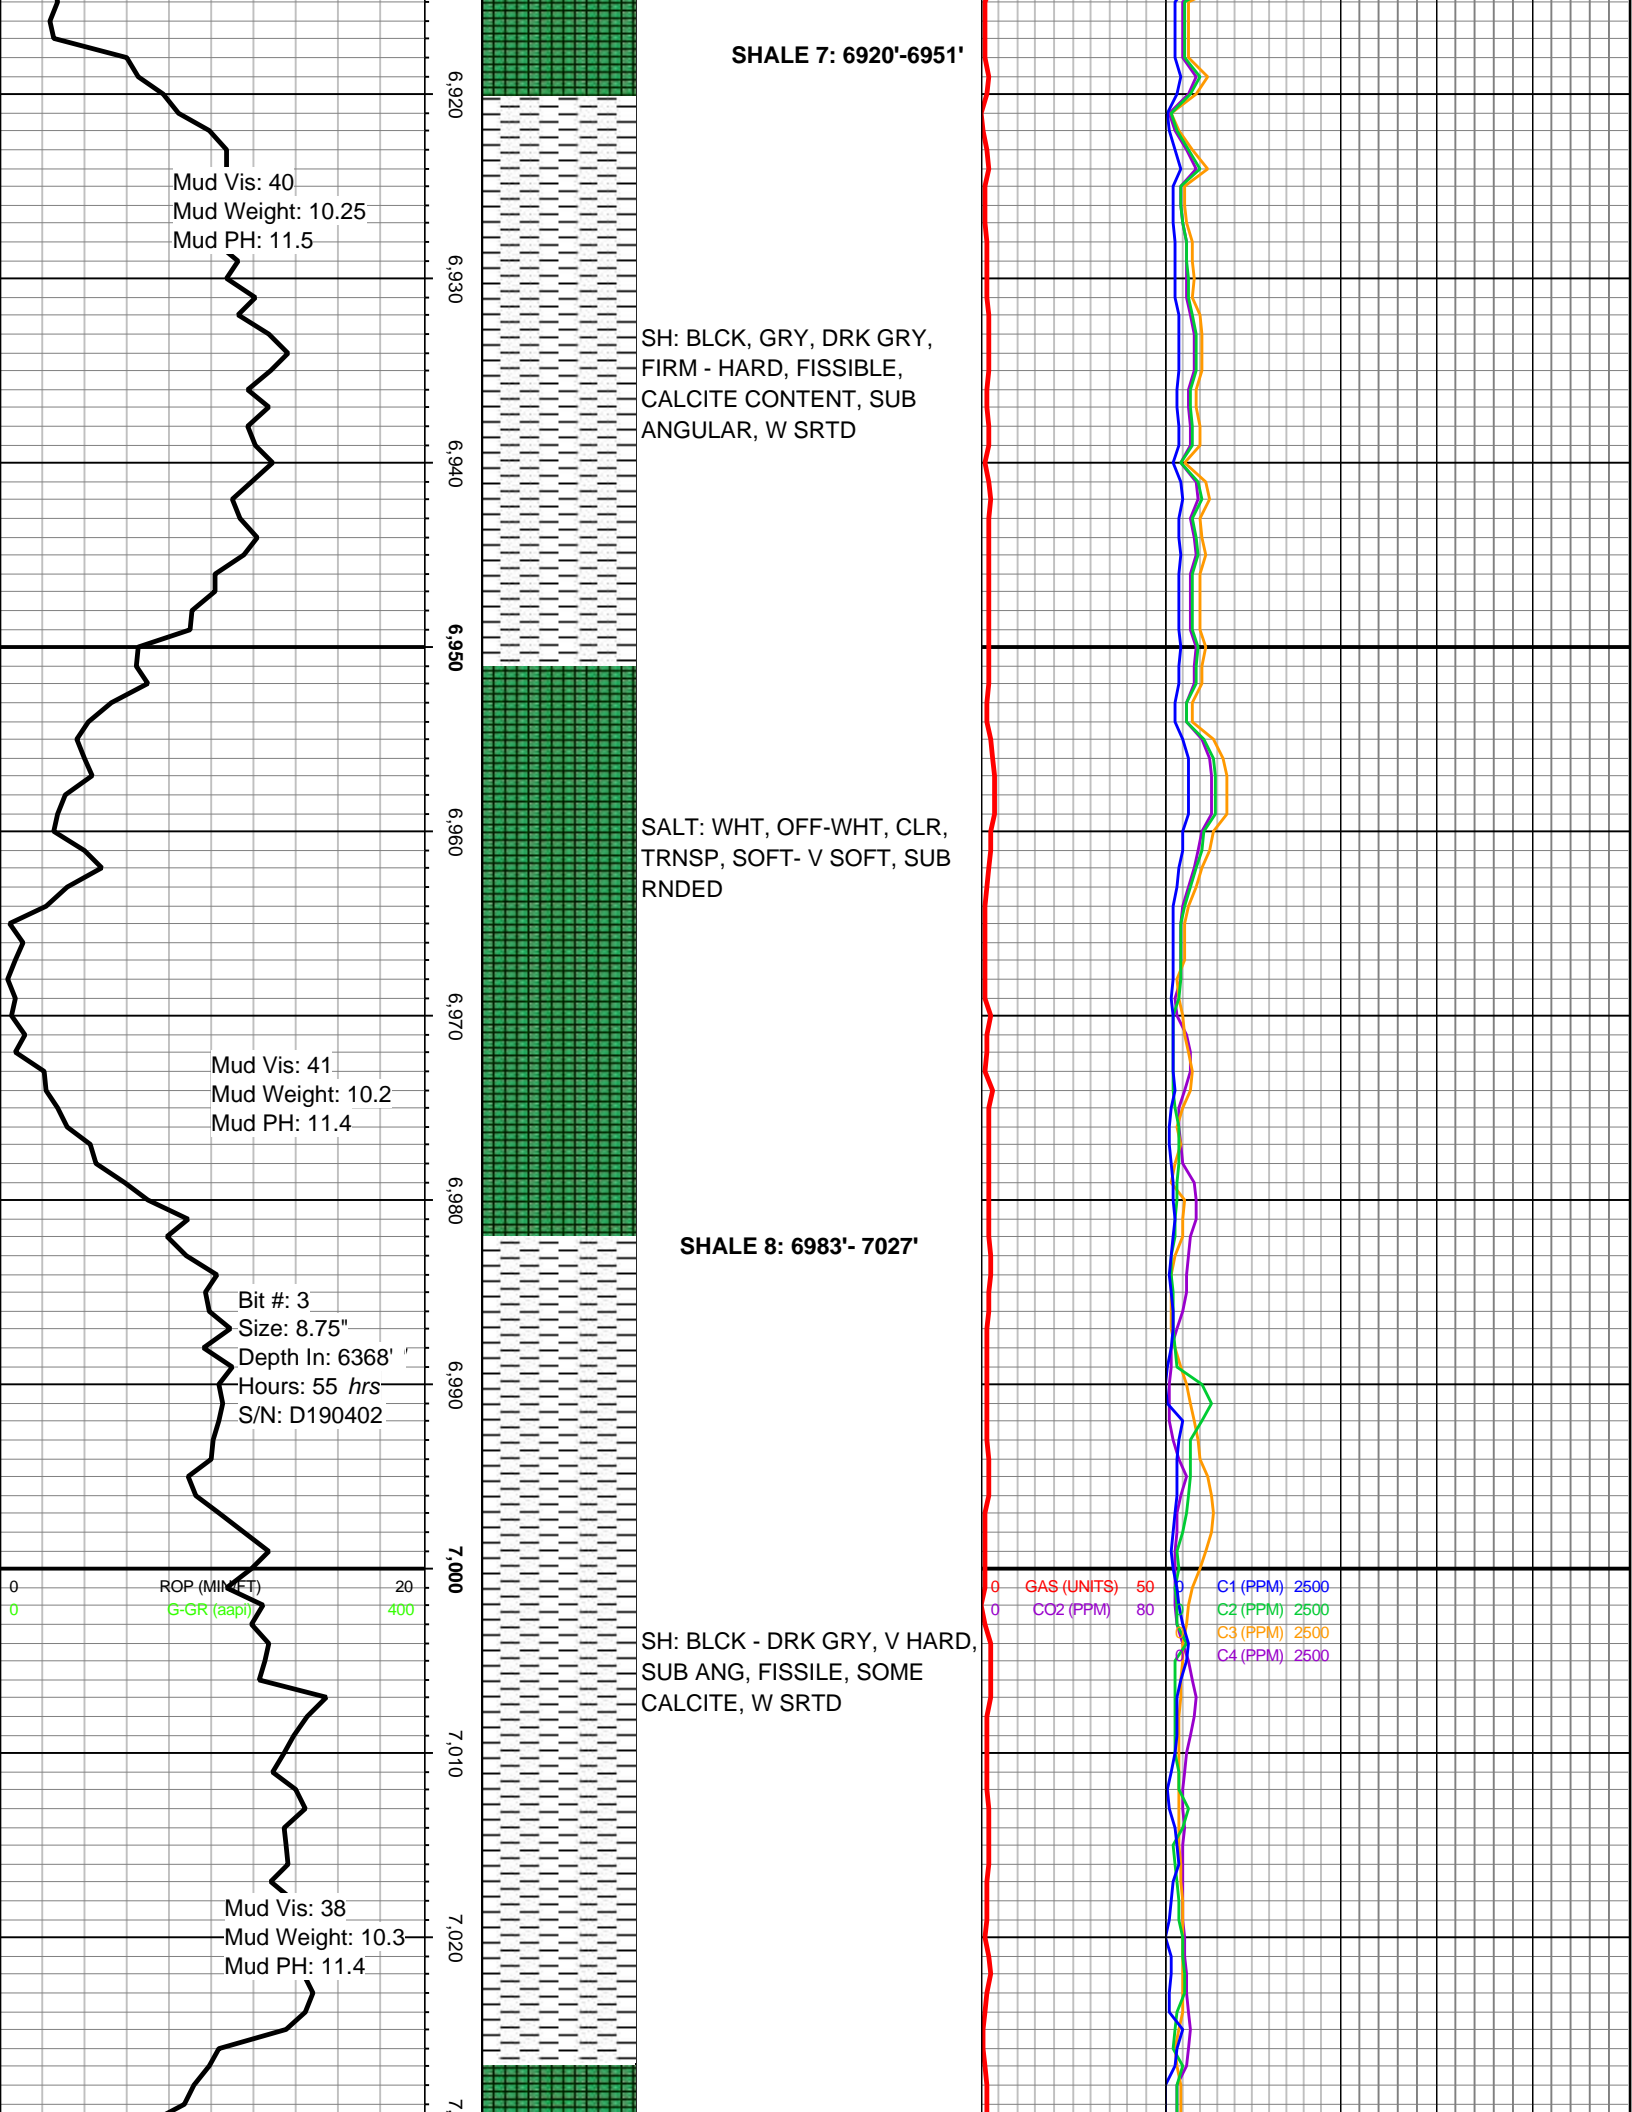 SHALE 7: 6920'-6951'
6,920
Mud Vis: 40
Mud Weight: 10.25
Mud PH: 11.5
6,930
SH: BLCK, GRY, DRK GRY,
FIRM - HARD, FISSIBLE,
CALCITE CONTENT, SUB
ANGULAR, W SRTD
6,940
6,950
SALT: WHT, OFF-WHT, CLR,
TRNSP, SOFT- V SOFT, SUB
RNDED
6,960
6,970
Mud Vis: 41
Mud Weight: 10.2
Mud PH: 11.4
6,980
SHALE 8: 6983'- 7027'
Bit #: 3
Size: 8.75"
Depth In: 6368' '
Hours: 55 hrs
S/N: D190402
6,990
7,000
0 ROP (MIN/FT) 20
0 G-GR (aapi) 400
0 GAS (UNITS) 50
0 CO2 (PPM) 80
0 C1 (PPM) 2500
0 C2 (PPM) 2500
0 C3 (PPM) 2500
0 C4 (PPM) 2500
SH: BLCK - DRK GRY, V HARD,
SUB ANG, FISSILE, SOME
CALCITE, W SRTD
7,010
Mud Vis: 38
Mud Weight: 10.3
Mud PH: 11.4
7,020